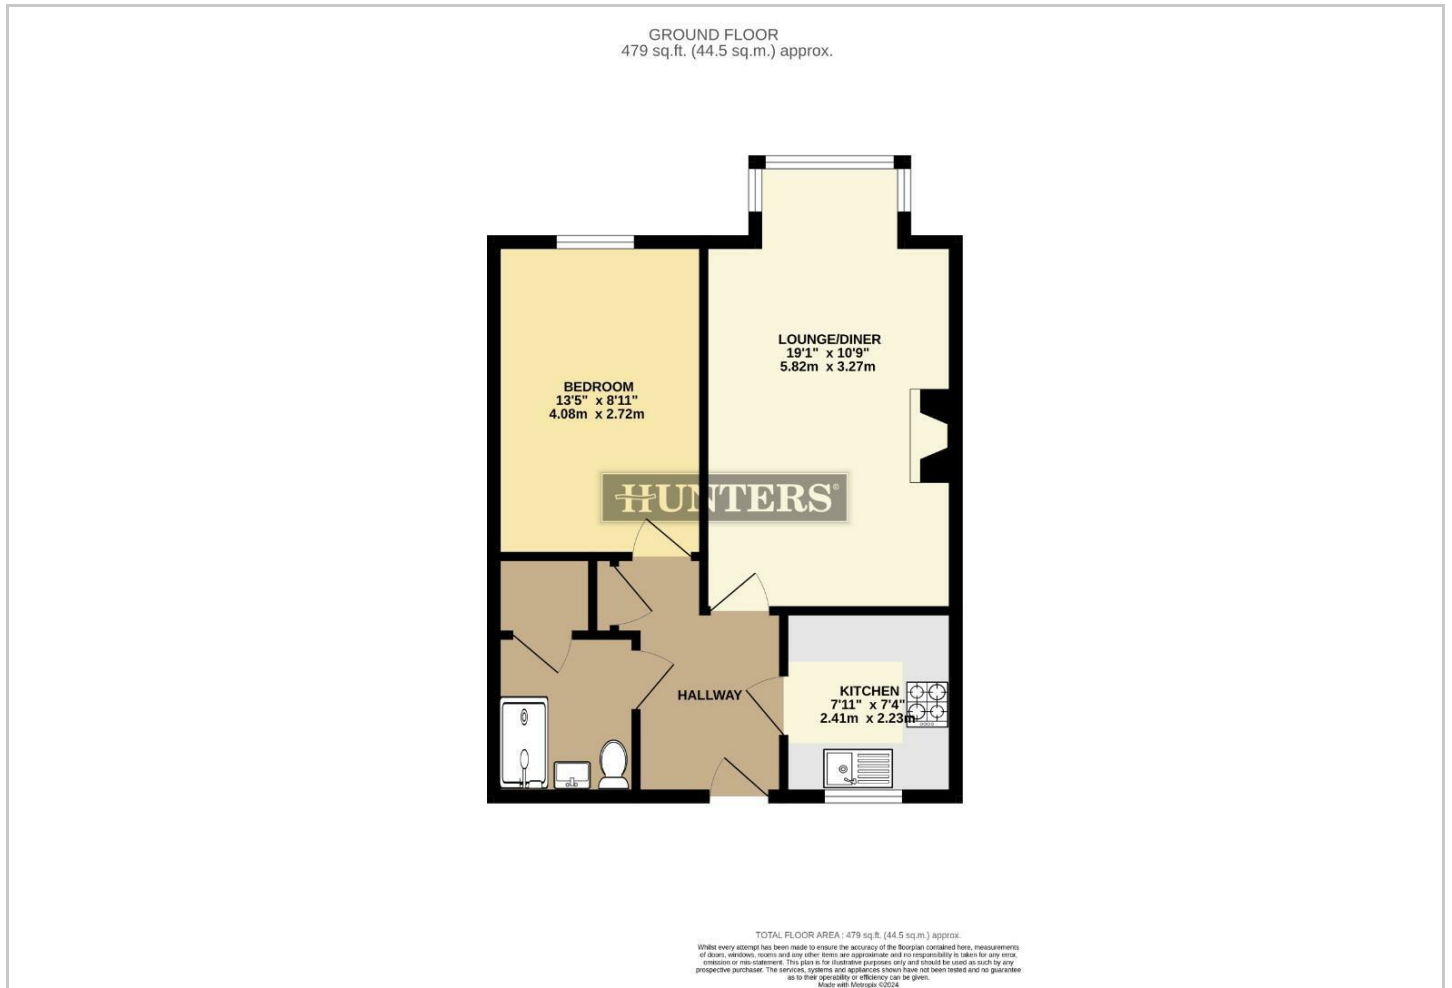 GROUND FLOOR
479 sq.ft. (44.5 sq.m.) approx.
LOUNGE/DINER
19'1" x 10'9"
5.82m x 3.27m
BEDROOM
13'5" x 8'11"
4.08m x 2.72m
HUNTERS®
HALLWAY
KITCHEN
7'11" x 7'4"
2.41m x 2.23m
TOTAL FLOOR AREA : 479 sq.ft. (44.5 sq.m.) approx.
Whilst every attempt has been made to ensure the accuracy of the floorplan contained here, measurements
of doors, windows, rooms and any other items are approximate and no responsibility is taken for any error,
omission or mis-statement. This plan is for illustrative purposes only and should be used as such by any
prospective purchaser. The services, systems and appliances shown have not been tested and no guarantee
as to their operability or efficiency can be given.
Made with Metropix ©2024